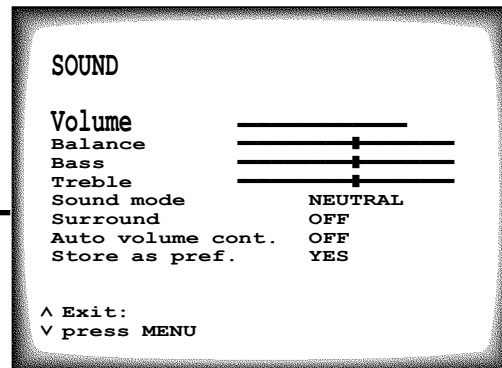 SOUND
Volume
Balance
Bass
Treble
Sound mode NEUTRAL
Surround OFF
Auto volume cont. OFF
Store as pref. YES
∧ Exit:
∨ press MENU